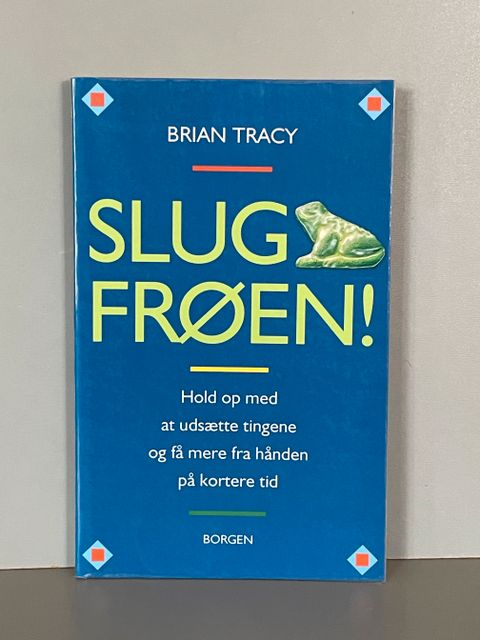 BRIAN TRACY
SLUG
FRØEN!
Hold op med
at udsætte tingene
og få mere fra hånden
på kortere tid
BORGEN